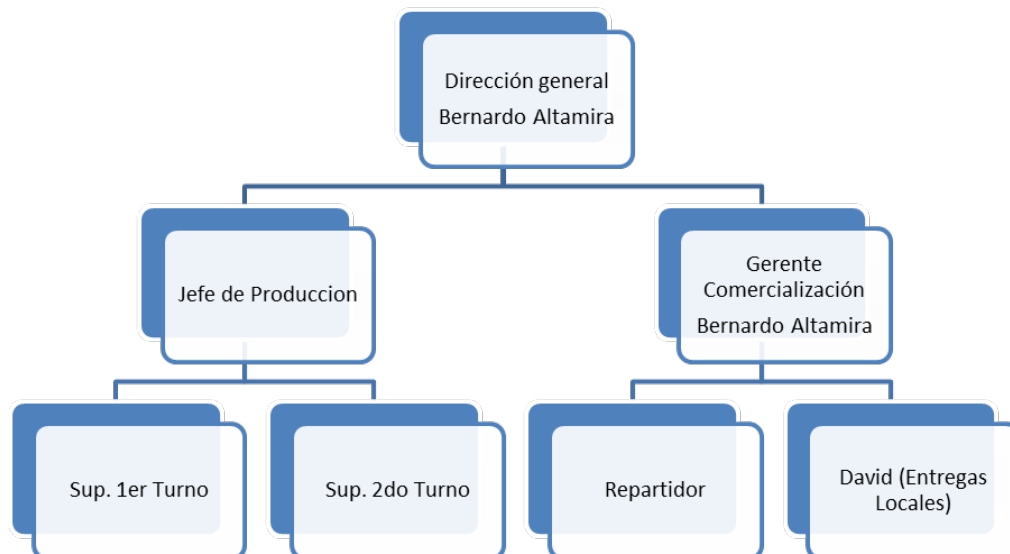 Dirección general
Bernardo Altamira
Jefe de Produccion
Gerente
Comercialización
Bernardo Altamira
Sup. 1er Turno
Sup. 2do Turno
Repartidor
David (Entregas
Locales)